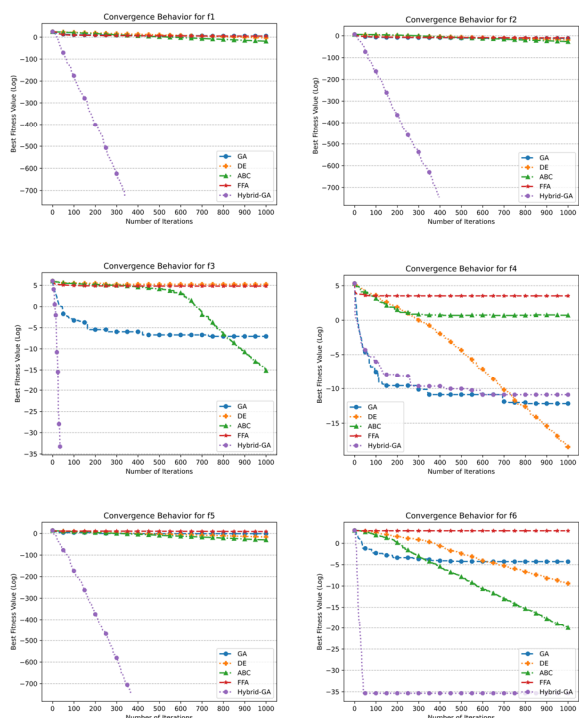 Convergence Behavior for f1
Best Fitness Value (Log)
0
−100
−200
−300
−400
−500
−600
−700
GA
DE
ABC
FFA
Hybrid-GA
0 100 200 300 400 500 600 700 800 900 1000
Number of Iterations
Convergence Behavior for f2
Best Fitness Value (Log)
0
−100
−200
−300
−400
−500
−600
−700
GA
DE
ABC
FFA
Hybrid-GA
0 100 200 300 400 500 600 700 800 900 1000
Number of Iterations
Convergence Behavior for f3
Best Fitness Value (Log)
5
0
−5
−10
−15
−20
−25
−30
−35
GA
DE
ABC
FFA
Hybrid-GA
0 100 200 300 400 500 600 700 800 900 1000
Number of Iterations
Convergence Behavior for f4
Best Fitness Value (Log)
5
0
−5
−10
−15
GA
DE
ABC
FFA
Hybrid-GA
0 100 200 300 400 500 600 700 800 900 1000
Number of Iterations
Convergence Behavior for f5
Best Fitness Value (Log)
0
−100
−200
−300
−400
−500
−600
−700
GA
DE
ABC
FFA
Hybrid-GA
0 100 200 300 400 500 600 700 800 900 1000
Number of Iterations
Convergence Behavior for f6
Best Fitness Value (Log)
0
−5
−10
−15
−20
−25
−30
−35
GA
DE
ABC
FFA
Hybrid-GA
0 100 200 300 400 500 600 700 800 900 1000
Number of Iterations